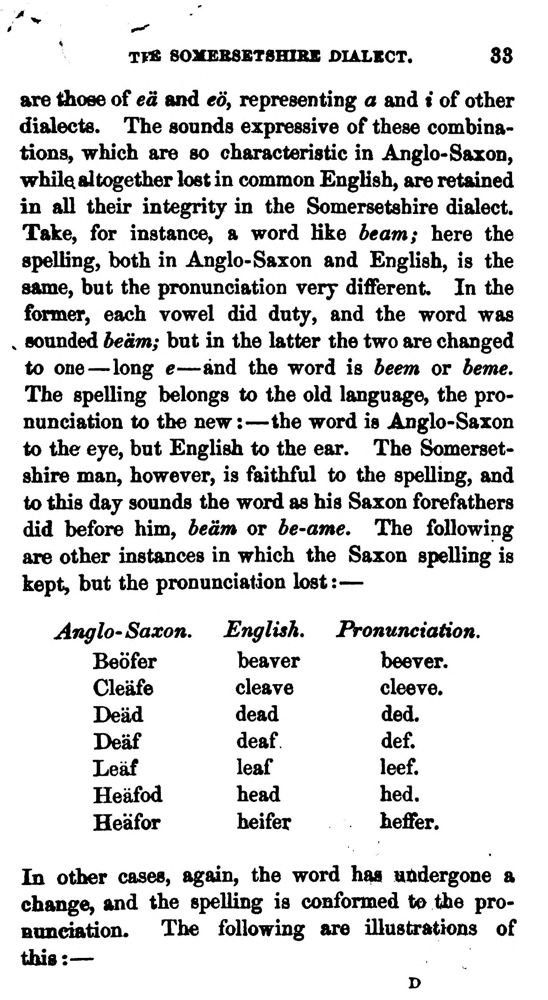 THE SOMERSETSHIRE DIALECT. 33
are those of eä and eö, representing a and i of other
dialects. The sounds expressive of these combina-
tions, which are so characteristic in Anglo-Saxon,
while altogether lost in common English, are retained
in all their integrity in the Somersetshire dialect.
Take, for instance, a word like beam; here the
spelling, both in Anglo-Saxon and English, is the
same, but the pronunciation very different. In the
former, each vowel did duty, and the word was
sounded beäm; but in the latter the two are changed
to one—long e—and the word is beem or beme.
The spelling belongs to the old language, the pro-
nunciation to the new:—the word is Anglo-Saxon
to the eye, but English to the ear. The Somerset-
shire man, however, is faithful to the spelling, and
to this day sounds the word as his Saxon forefathers
did before him, beäm or be-ame. The following
are other instances in which the Saxon spelling is
kept, but the pronunciation lost:—
Anglo-Saxon. English. Pronunciation.
Beöfer beaver beever.
Cleäfe cleave cleeve.
Deäd dead ded.
Deäf deaf def.
Leäf leaf leef.
Heäfod head hed.
Heäfor heifer heffer.
In other cases, again, the word has undergone a
change, and the spelling is conformed to the pro-
nunciation. The following are illustrations of
this:—
D